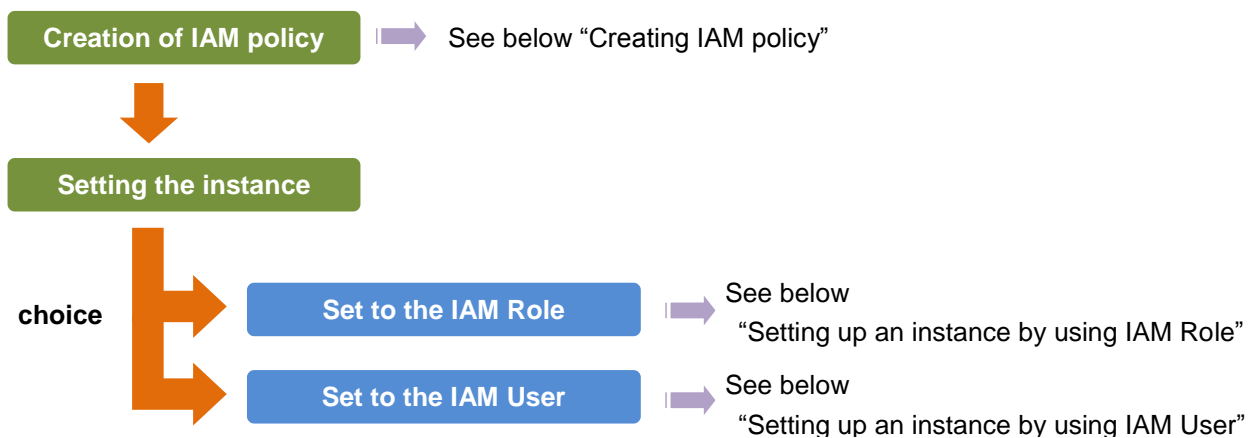 Creation of IAM policy
See below “Creating IAM policy”
Setting the instance
choice
Set to the IAM Role
See below
“Setting up an instance by using IAM Role”
Set to the IAM User
See below
“Setting up an instance by using IAM User”